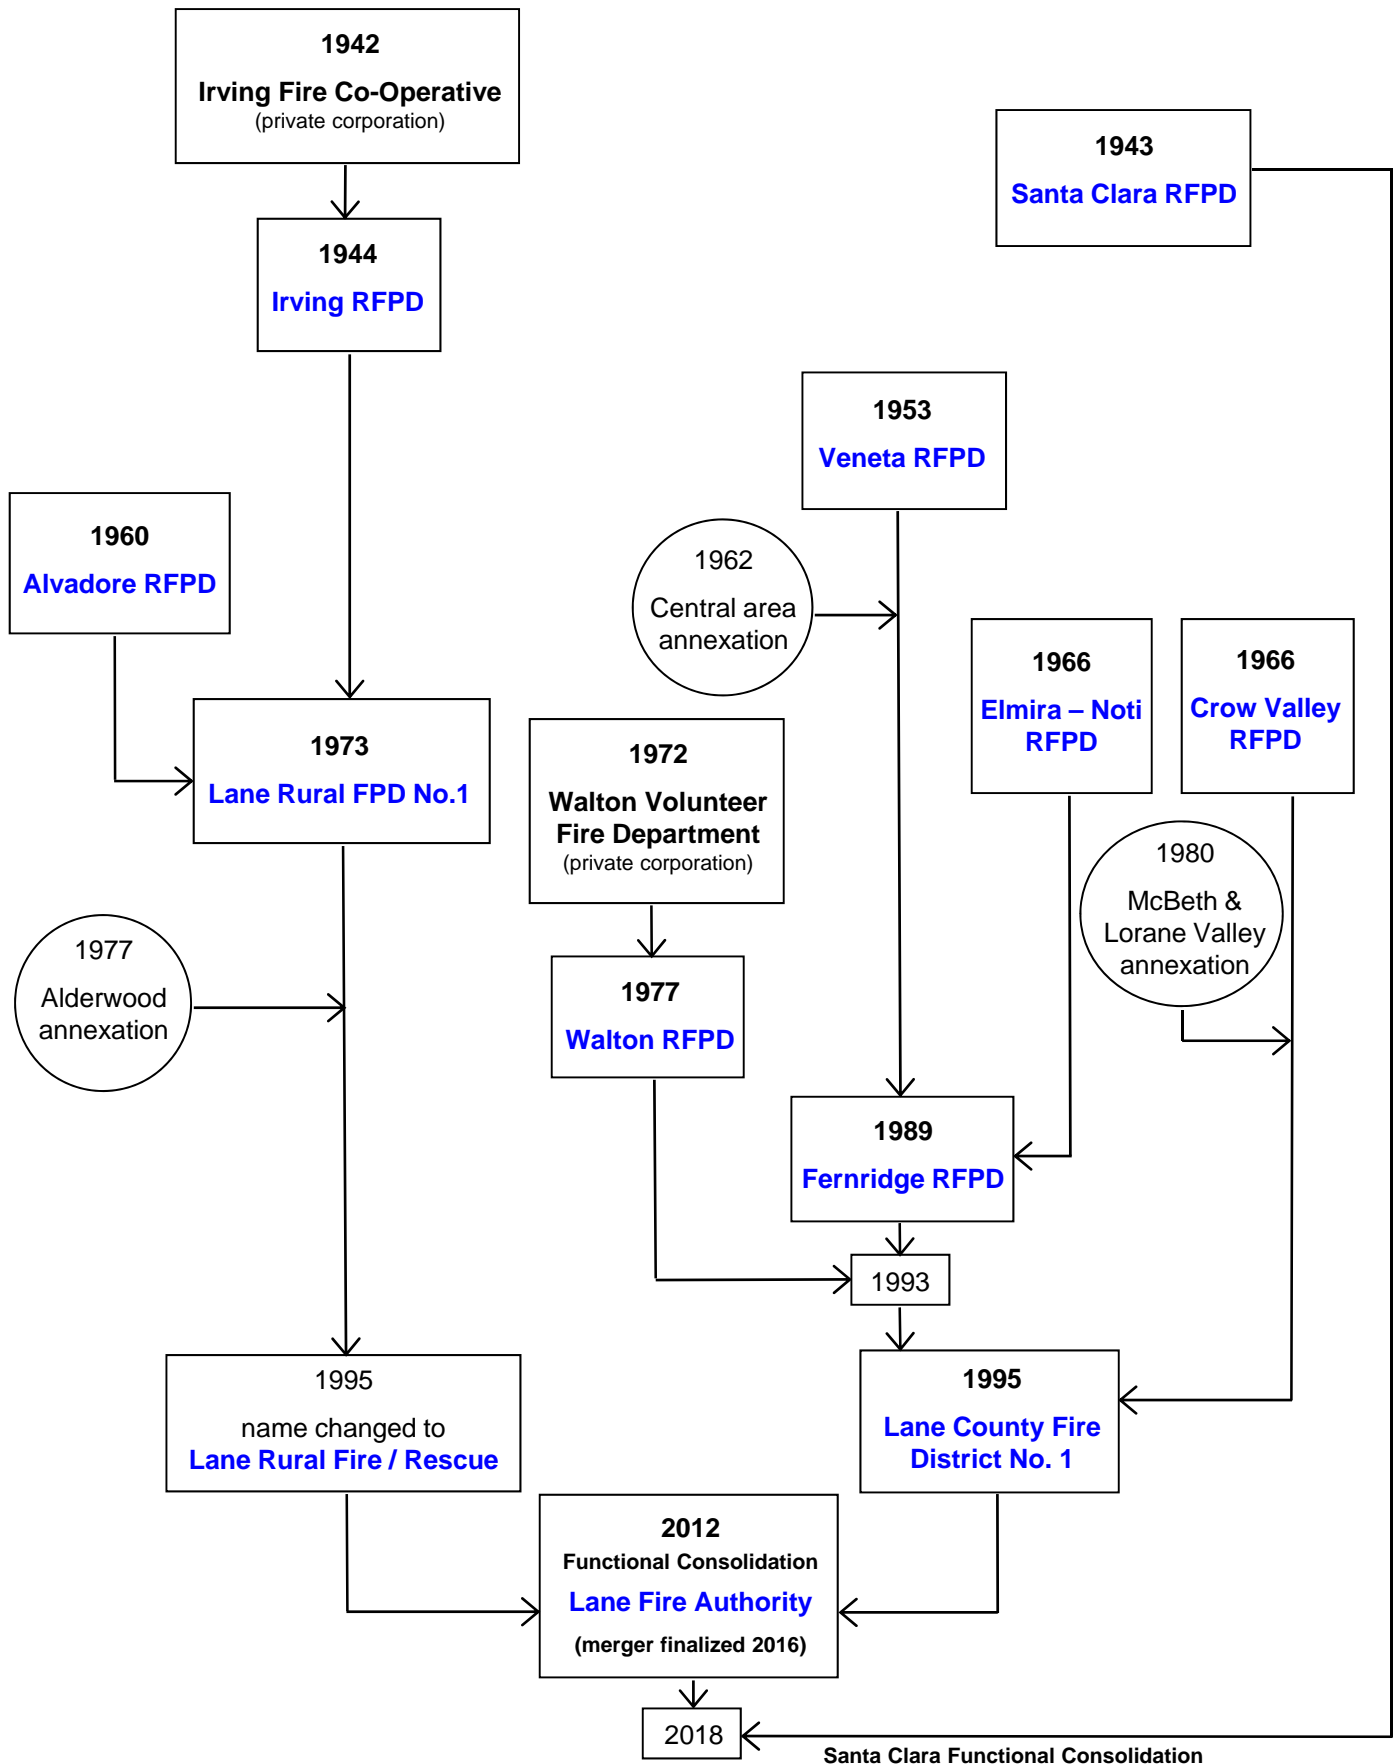 1942
Irving Fire Co-Operative
(private corporation)
1943
Santa Clara RFPD
1944
Irving RFPD
1953
Veneta RFPD
1960
Alvadore RFPD
1962
Central area
annexation
1966
Elmira – Noti
RFPD
1966
Crow Valley
RFPD
1973
Lane Rural FPD No.1
1972
Walton Volunteer
Fire Department
(private corporation)
1980
McBeth &
Lorane Valley
annexation
1977
Alderwood
annexation
1977
Walton RFPD
1989
Fernridge RFPD
1993
1995
name changed to
Lane Rural Fire / Rescue
1995
Lane County Fire
District No. 1
2012
Functional Consolidation
Lane Fire Authority
(merger finalized 2016)
2018
Santa Clara Functional Consolidation